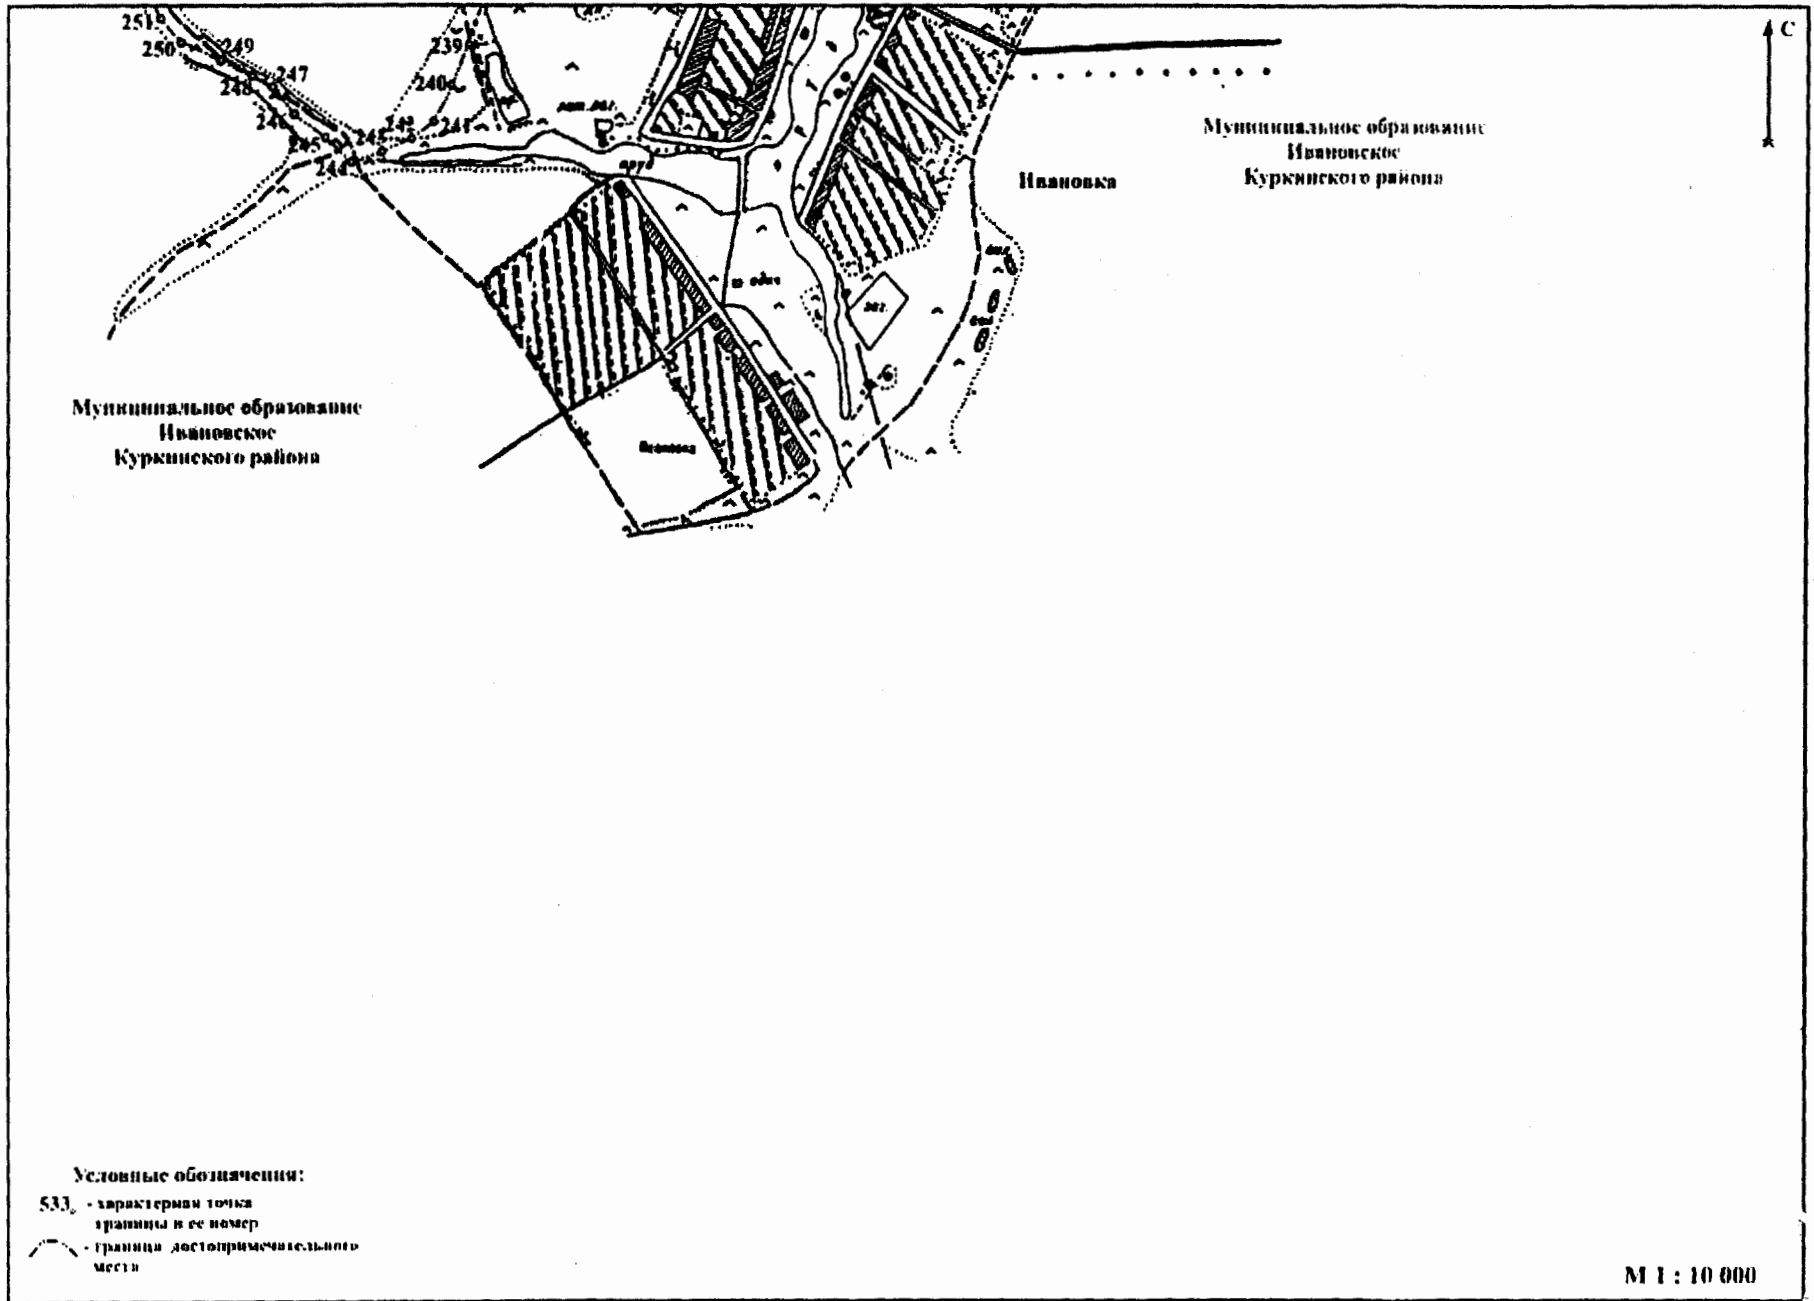 251
250
249
248
247
246
245
244
243
242
241
240
239
С
пруд
Муниципальное образование
Ивановское
Куркинского района
Ивановка
заг.
Муниципальное образование
Ивановское
Куркинского района
Условные обозначения:
533 - характерная точка
границы и ее номер
- граница достопримечательного
места
М 1 : 10 000